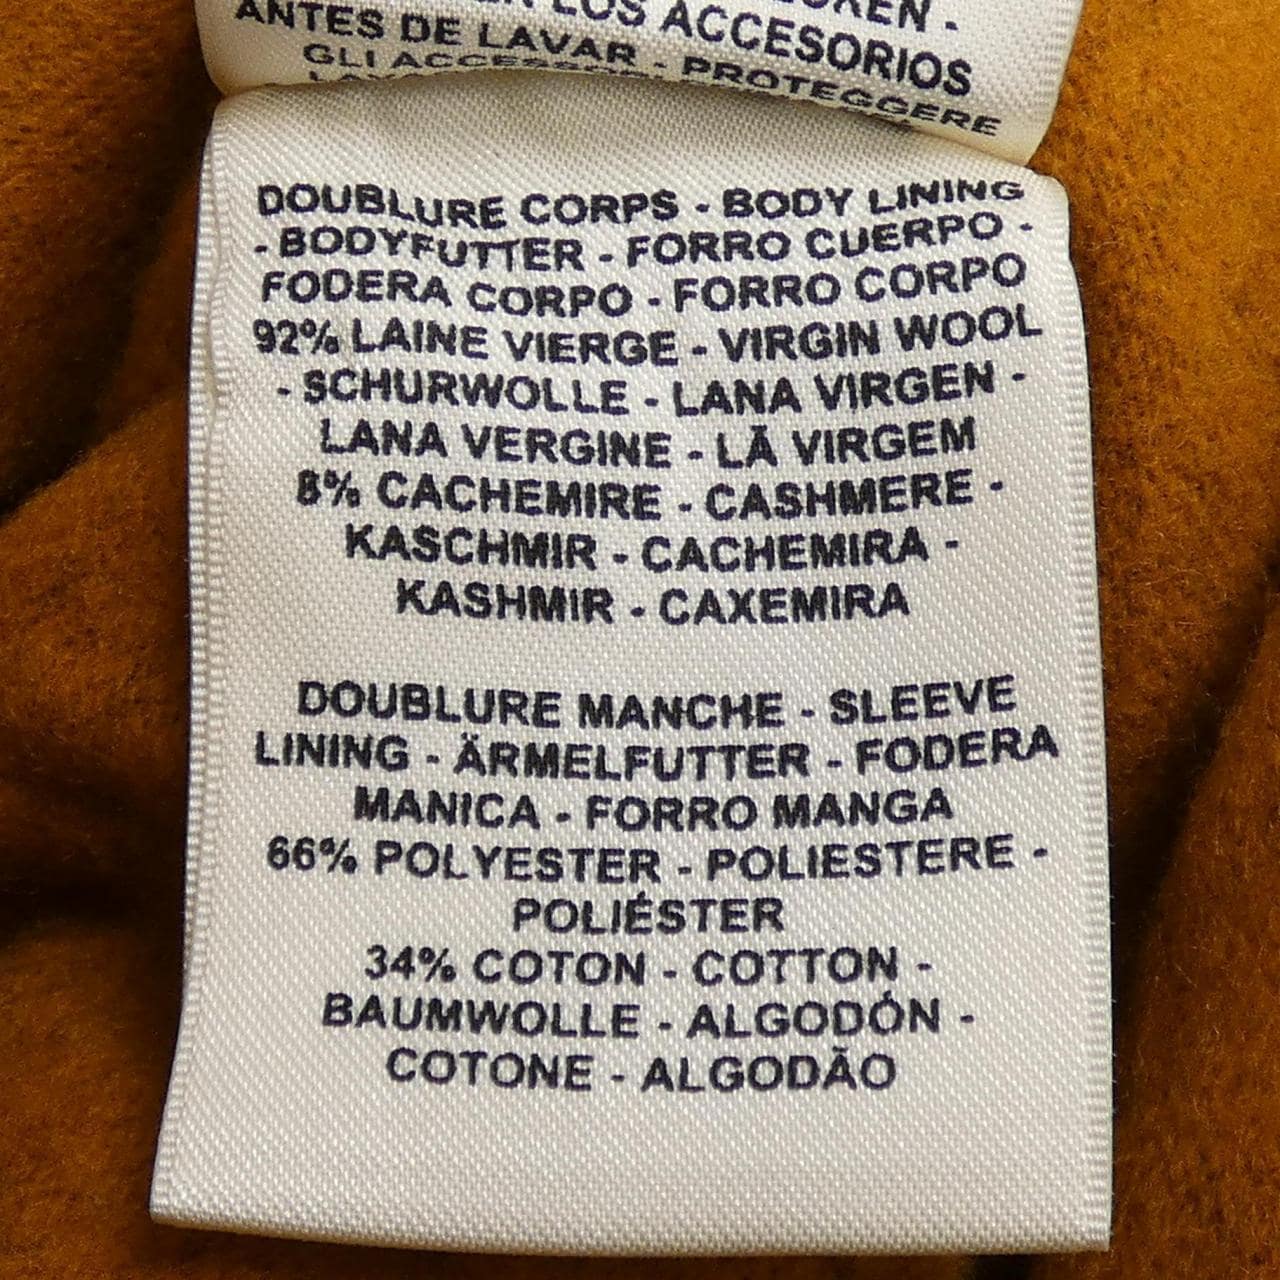 LOS ACCESORIOS
ANTES DE LAVAR - PROTEGGERE
GLI
DOUBLURE CORPS - BODY LINING
- BODYFUTTER - FORRO CUERPO -
FODERA CORPO - FORRO CORPO
92% LAINE VIERGE - VIRGIN WOOL
- SCHURWOLLE - LANA VIRGEN -
LANA VERGINE - LÃ VIRGEM
8% CACHEMIRE - CASHMERE -
KASCHMIR - CACHEMIRA -
KASHMIR - CAXEMIRA
DOUBLURE MANCHE - SLEEVE
LINING - ÄRMELFUTTER - FODERA
MANICA - FORRO MANGA
66% POLYESTER - POLIESTERE -
POLIÉSTER
34% COTON - COTTON -
BAUMWOLLE - ALGODÓN -
COTONE - ALGODÃO